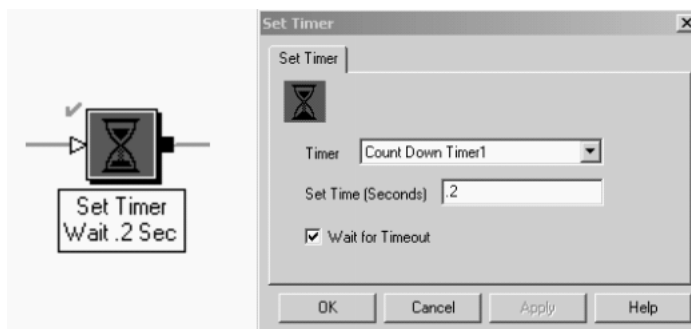 Set Timer
Wait .2 Sec
Set Timer
Set Timer
Timer
Count Down Timer1
Set Time (Seconds)
.2
Wait for Timeout
OK
Cancel
Apply
Help